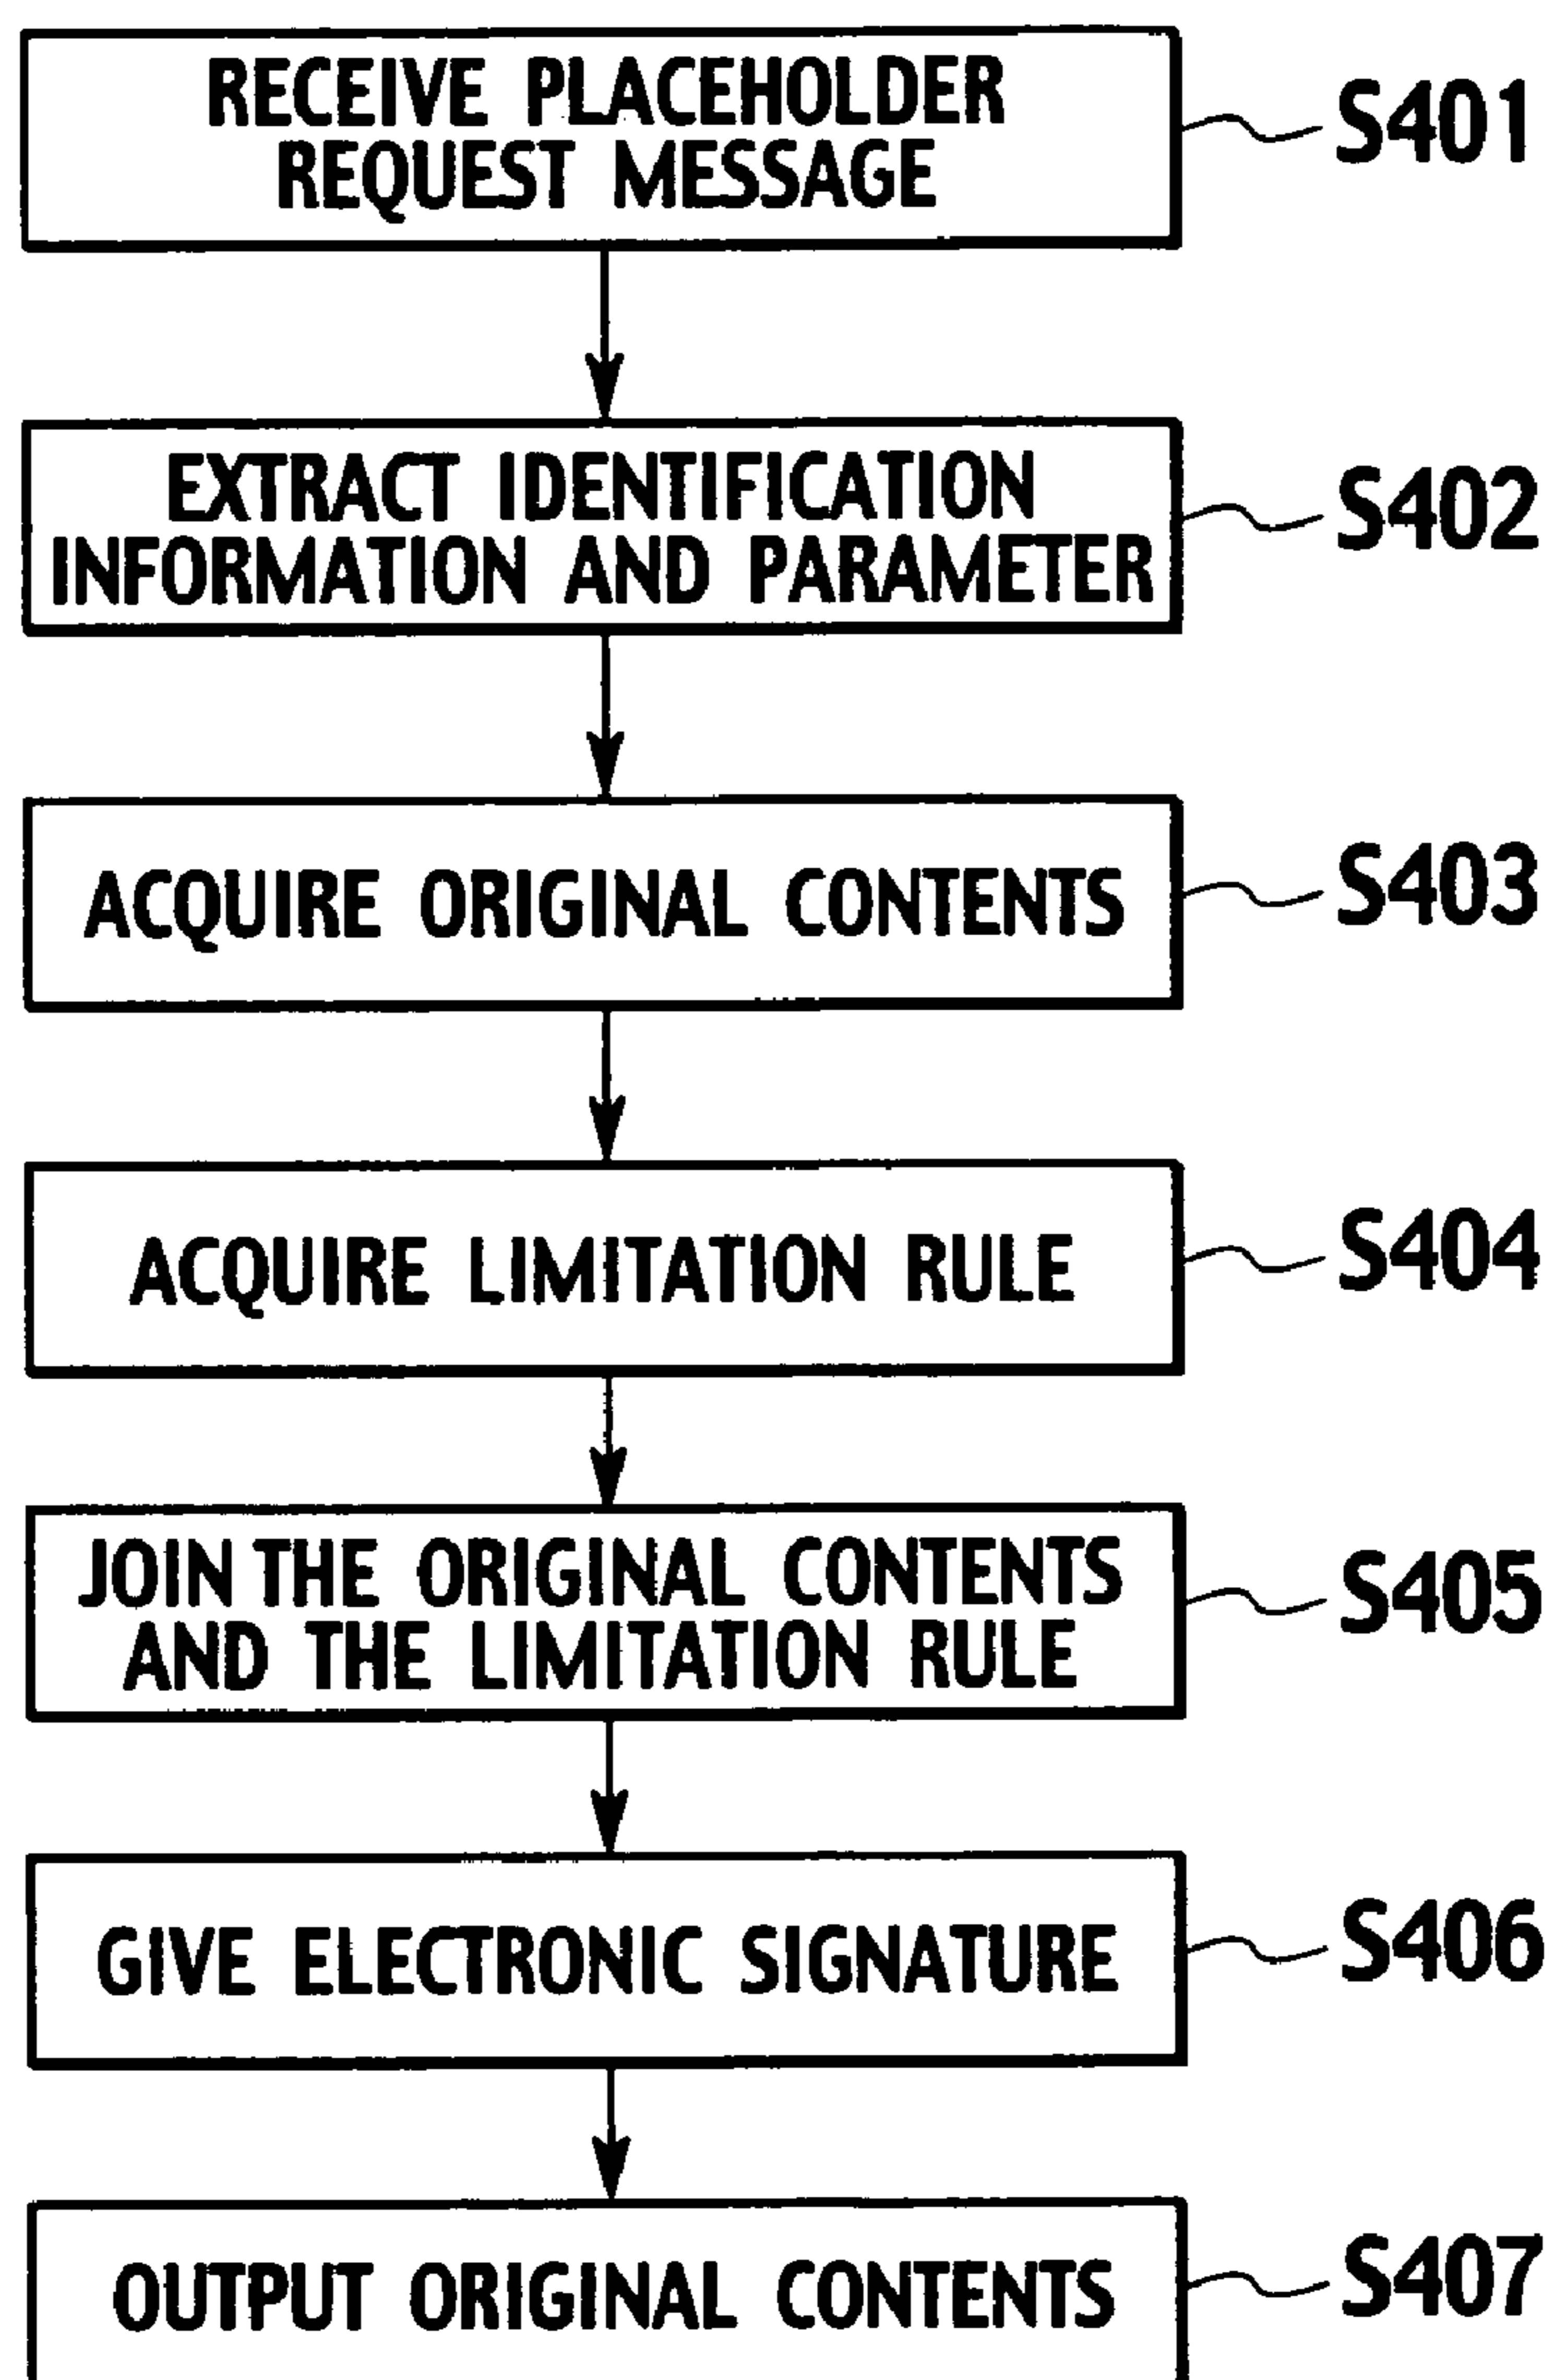 RECEIVE PLACEHOLDER
REQUEST MESSAGE
S401
EXTRACT IDENTIFICATION
INFORMATION AND PARAMETER
S402
ACQUIRE ORIGINAL CONTENTS
S403
ACQUIRE LIMITATION RULE
S404
JOIN THE ORIGINAL CONTENTS
AND THE LIMITATION RULE
S405
GIVE ELECTRONIC SIGNATURE
S406
OUTPUT ORIGINAL CONTENTS
S407